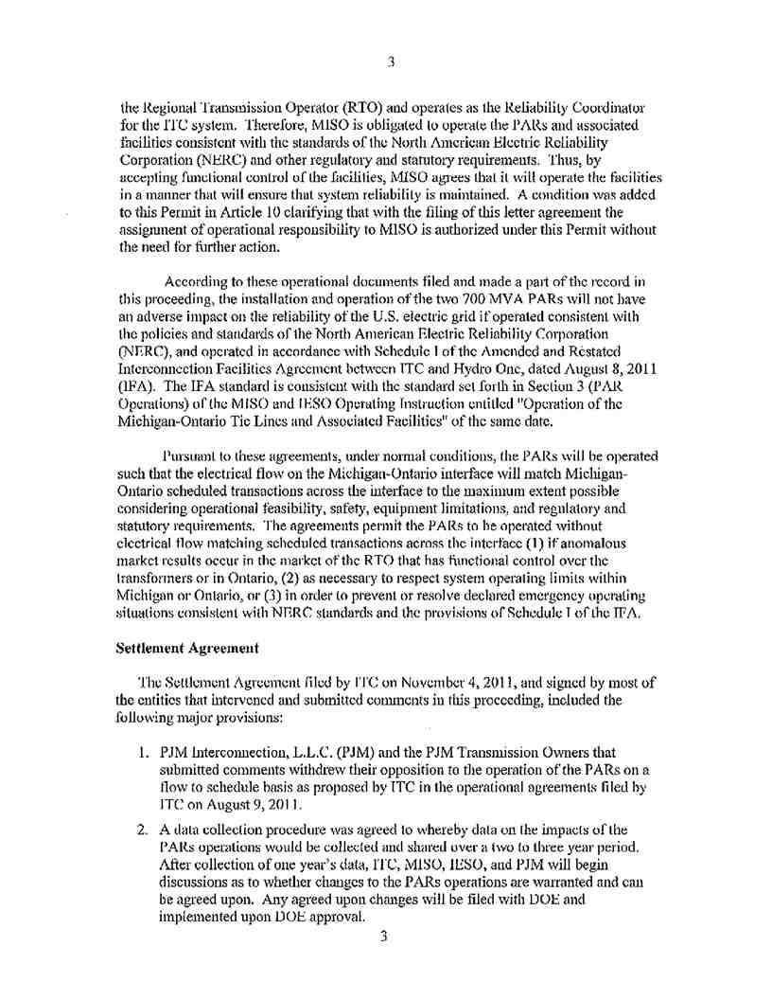 3
the Regional Transmission Operator (RTO) and operates as the Reliability Coordinator
for the ITC system. Therefore, MISO is obligated to operate the PARs and associated
facilities consistent with the standards of the North American Electric Reliability
Corporation (NERC) and other regulatory and statutory requirements. Thus, by
accepting functional control of the facilities, MISO agrees that it will operate the facilities
in a manner that will ensure that system reliability is maintained. A condition was added
to this Permit in Article 10 clarifying that with the filing of this letter agreement the
assignment of operational responsibility to MISO is authorized under this Permit without
the need for further action.
According to these operational documents filed and made a part of the record in
this proceeding, the installation and operation of the two 700 MVA PARs will not have
an adverse impact on the reliability of the U.S. electric grid if operated consistent with
the policies and standards of the North American Electric Reliability Corporation
(NERC), and operated in accordance with Schedule I of the Amended and Restated
Interconnection Facilities Agreement between ITC and Hydro One, dated August 8, 2011
(IFA). The IFA standard is consistent with the standard set forth in Section 3 (PAR
Operations) of the MISO and IESO Operating Instruction entitled "Operation of the
Michigan-Ontario Tie Lines and Associated Facilities" of the same date.
Pursuant to these agreements, under normal conditions, the PARs will be operated
such that the electrical flow on the Michigan-Ontario interface will match Michigan-
Ontario scheduled transactions across the interface to the maximum extent possible
considering operational feasibility, safety, equipment limitations, and regulatory and
statutory requirements. The agreements permit the PARs to be operated without
electrical flow matching scheduled transactions across the interface (1) if anomalous
market results occur in the market of the RTO that has functional control over the
transformers or in Ontario, (2) as necessary to respect system operating limits within
Michigan or Ontario, or (3) in order to prevent or resolve declared emergency operating
situations consistent with NERC standards and the provisions of Schedule I of the IFA.
Settlement Agreement
The Settlement Agreement filed by ITC on November 4, 2011, and signed by most of
the entities that intervened and submitted comments in this proceeding, included the
following major provisions:
1. PJM Interconnection, L.L.C. (PJM) and the PJM Transmission Owners that
submitted comments withdrew their opposition to the operation of the PARs on a
flow to schedule basis as proposed by ITC in the operational agreements filed by
ITC on August 9, 2011.
2. A data collection procedure was agreed to whereby data on the impacts of the
PARs operations would be collected and shared over a two to three year period.
After collection of one year's data, ITC, MISO, IESO, and PJM will begin
discussions as to whether changes to the PARs operations are warranted and can
be agreed upon. Any agreed upon changes will be filed with DOE and
implemented upon DOE approval.
3